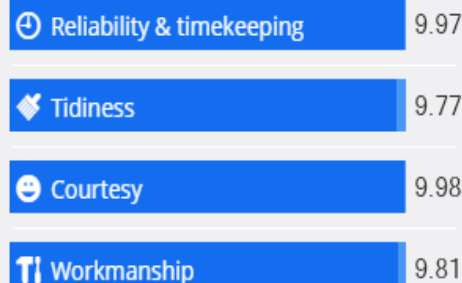 Reliability & timekeeping 9.97
Tidiness 9.77
Courtesy 9.98
Workmanship 9.81